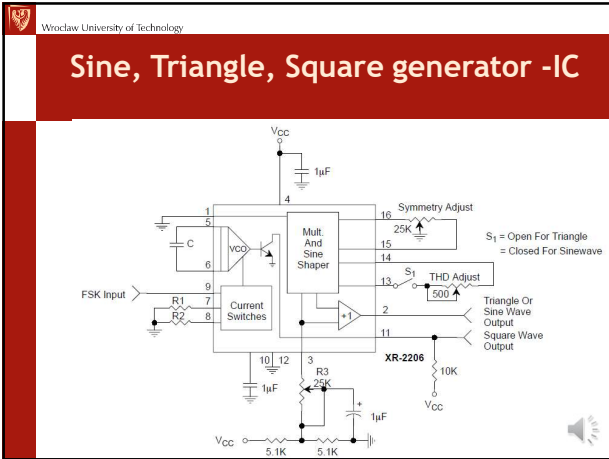 Wroclaw University of Technology
Sine, Triangle, Square generator -IC
VCC
1µF
4
1
5
C
6
VCO
Mult.
And
Sine
Shaper
16
Symmetry Adjust
25K
15
14
13
S1
THD Adjust
500
S1 = Open For Triangle
= Closed For Sinewave
FSK Input
9
R1
7
R2
8
Current
Switches
+1
2
Triangle Or
Sine Wave
Output
11
Square Wave
Output
XR-2206
10
12
3
1µF
R3
25K
1µF
10K
VCC
VCC
5.1K
5.1K